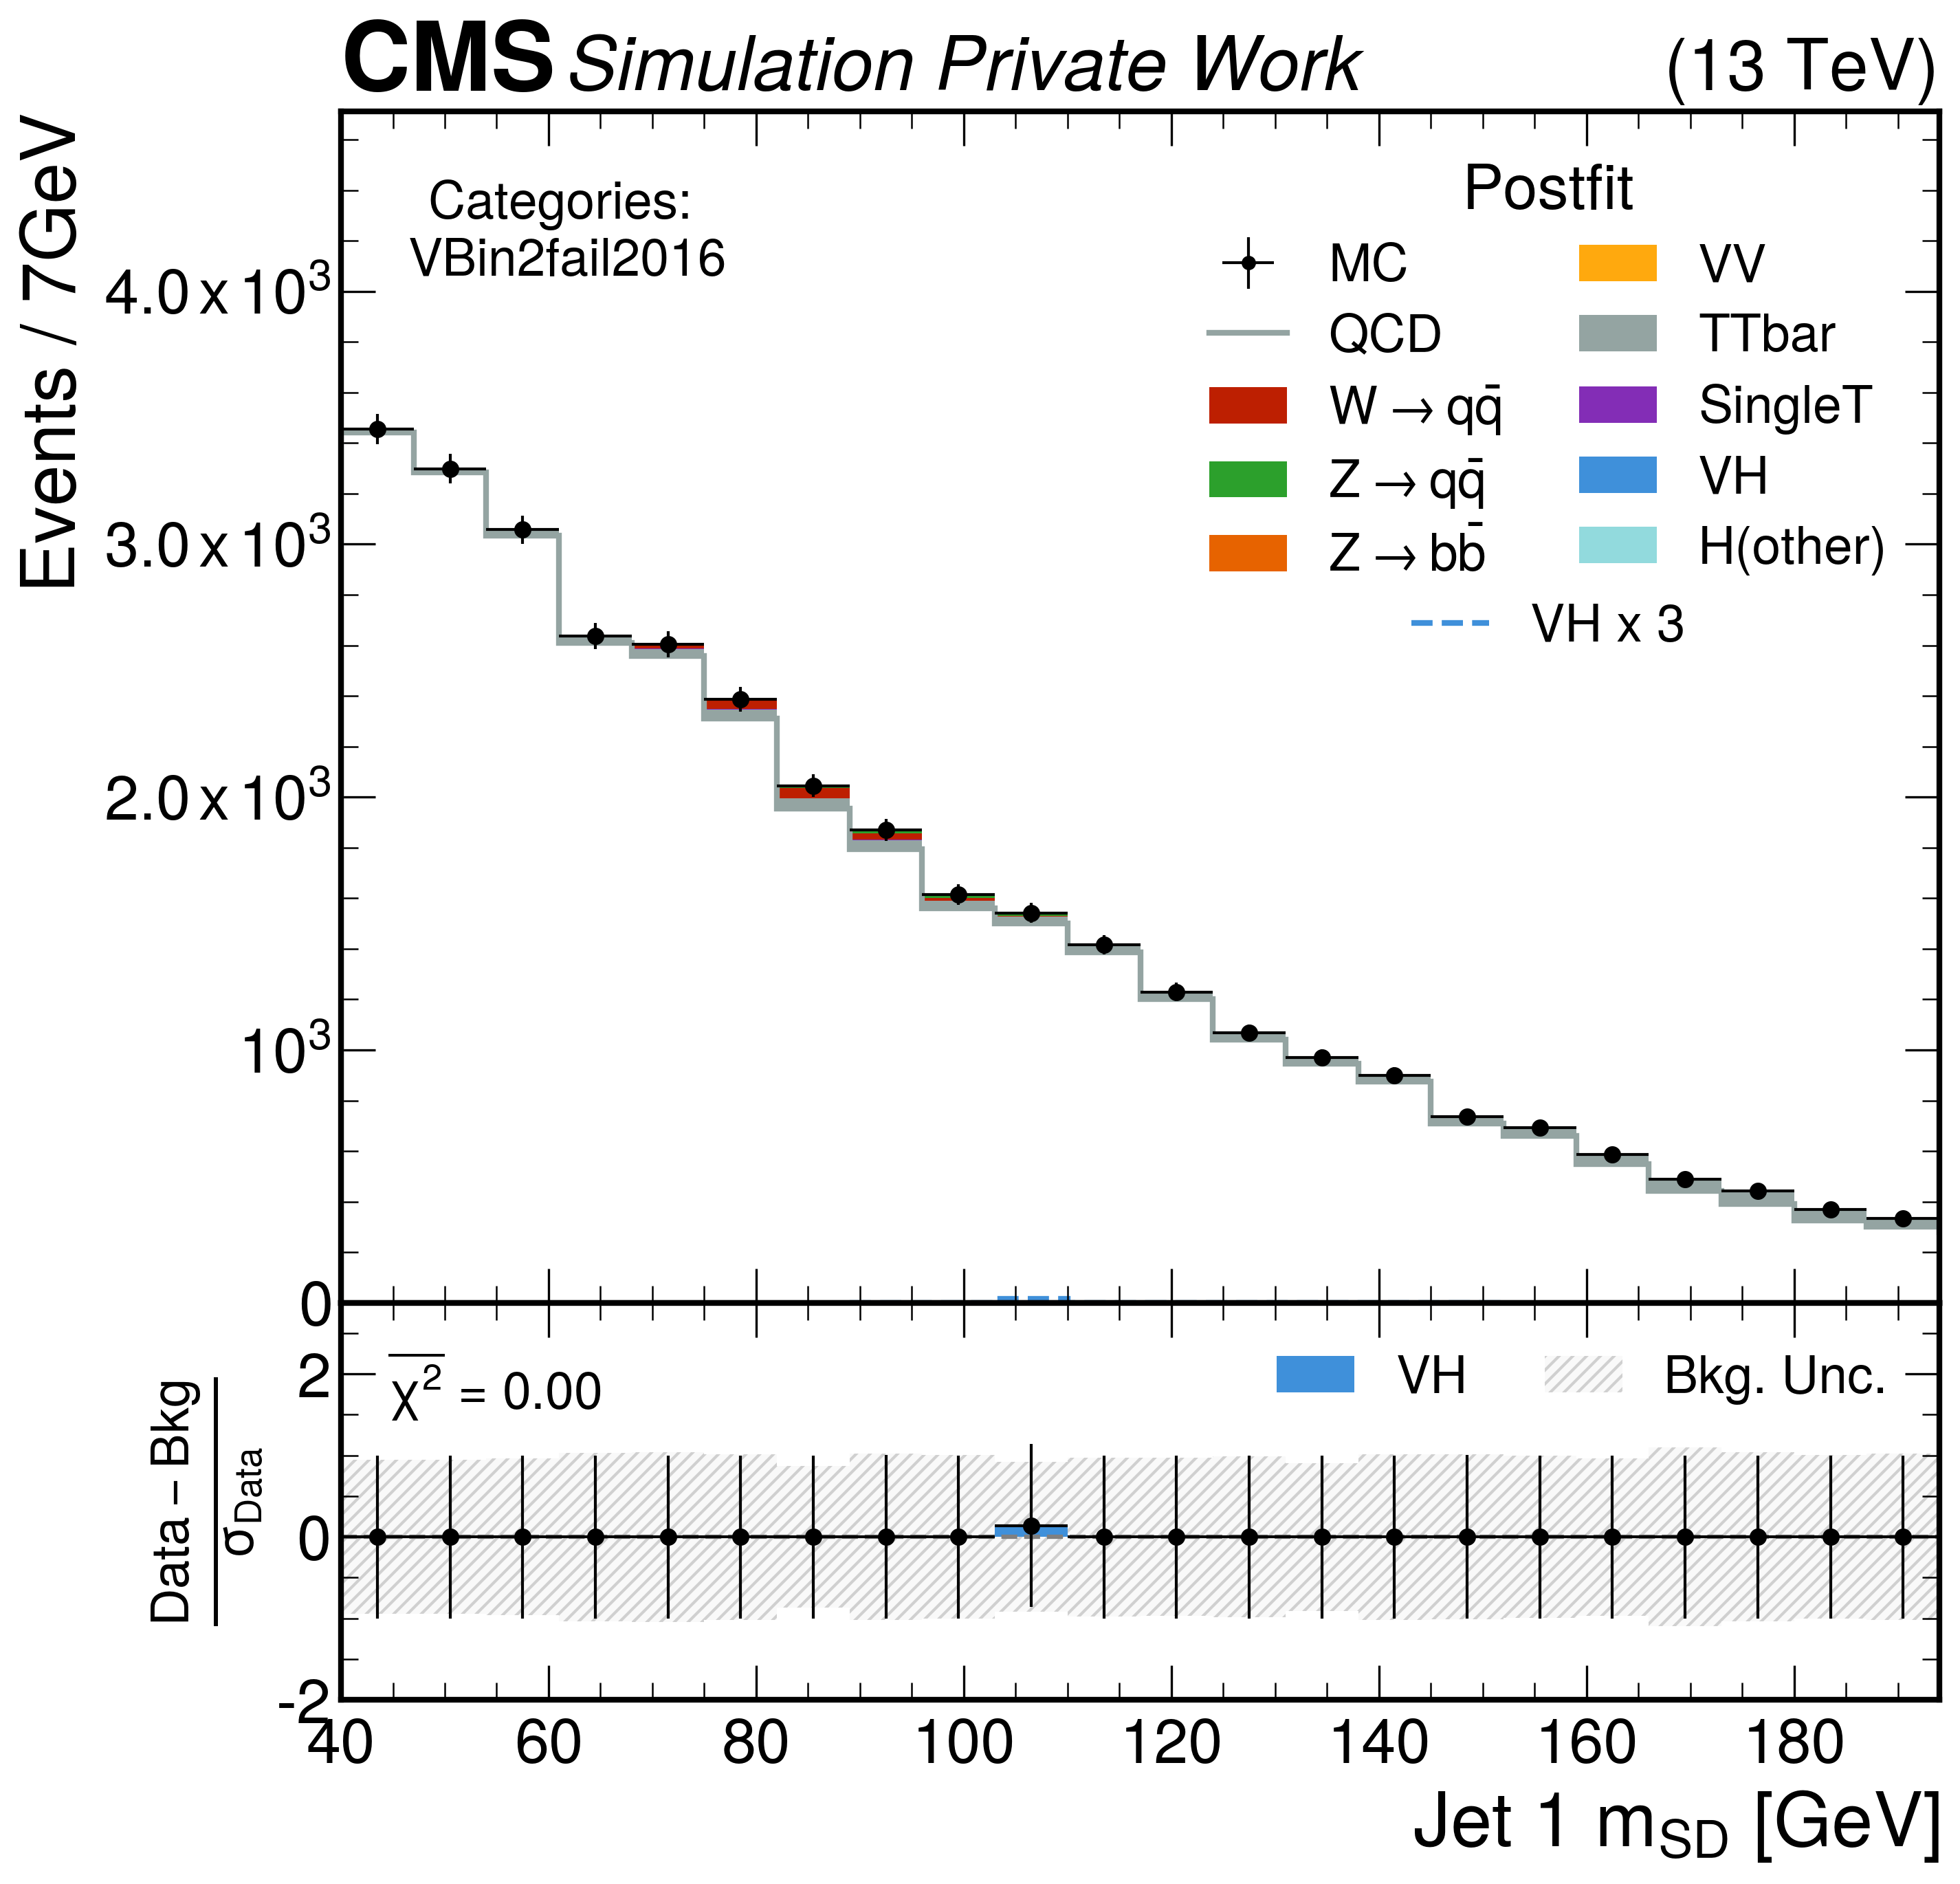 CMS Simulation Private Work (13 TeV)
Events / 7GeV
Categories:
VBin2fail2016
Postfit
MC
QCD
W → qq̄
Z → qq̄
Z → bb̄
VV
TTbar
SingleT
VH
H(other)
VH x 3
4.0 x 10³
3.0 x 10³
2.0 x 10³
10³
0
Data – Bkg
σData
χ² = 0.00
VH
Bkg. Unc.
2
0
-2
40 60 80 100 120 140 160 180
Jet 1 mSD [GeV]